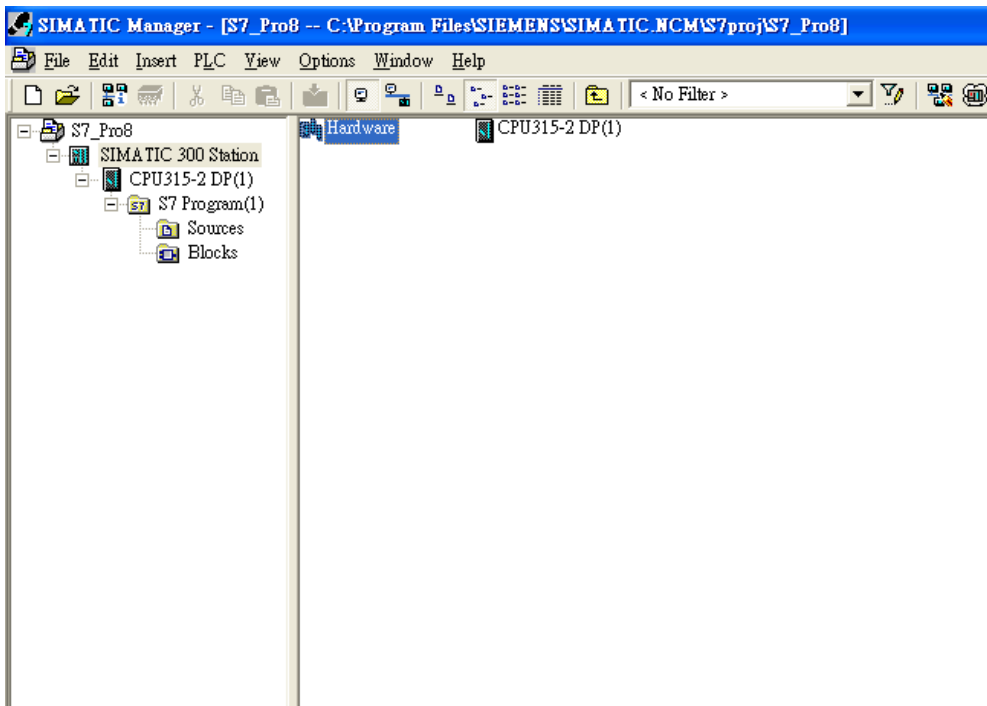 SIMATIC Manager - [S7_Pro8 -- C:\Program Files\SIEMENS\SIMATIC.NCM\S7proj\S7_Pro8]
File Edit Insert PLC View Options Window Help
< No Filter >
S7_Pro8
SIMATIC 300 Station
CPU315-2 DP(1)
S7 Program(1)
Sources
Blocks
Hardware CPU315-2 DP(1)